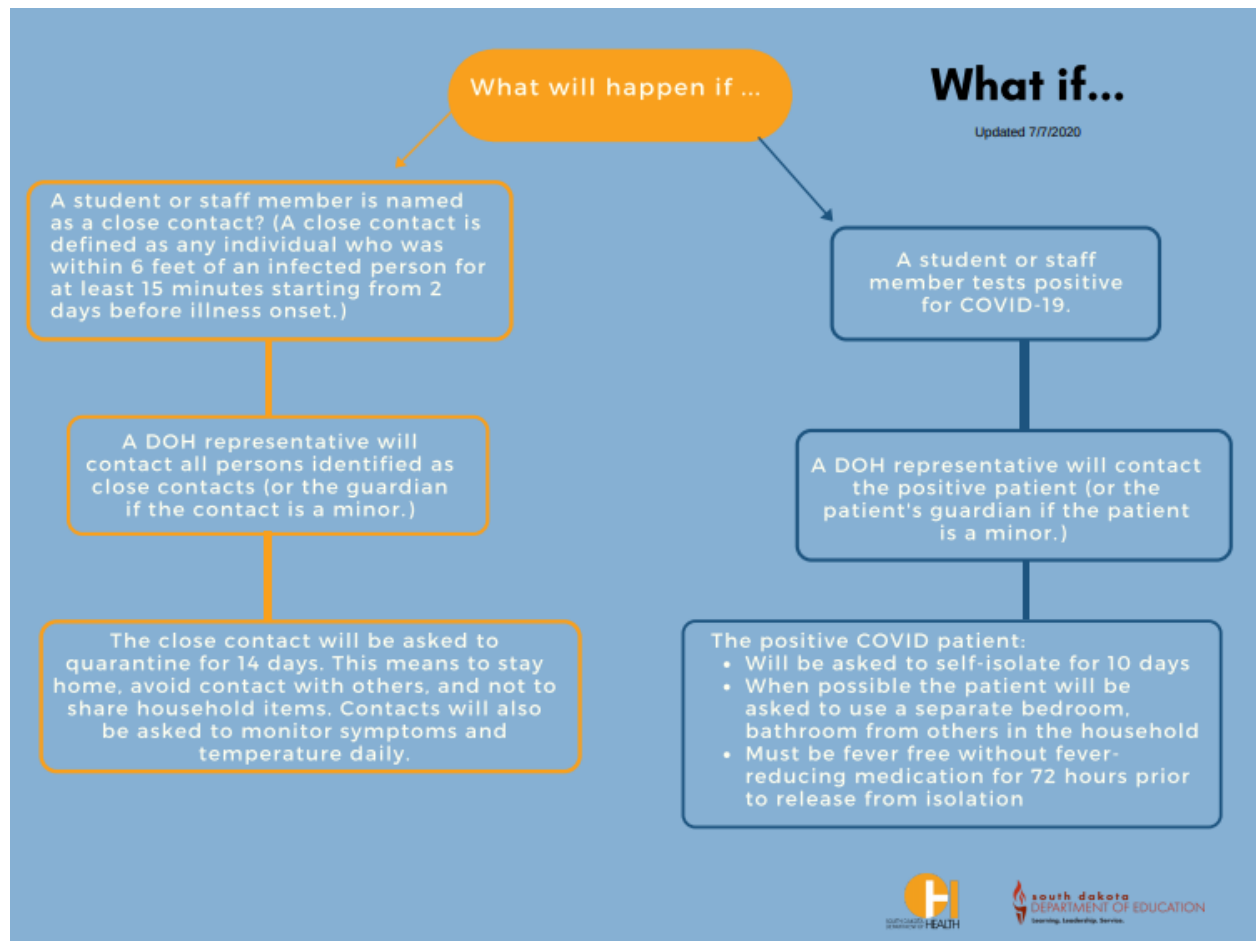 What will happen if ...
What if...
Updated 7/7/2020
A student or staff member is named
as a close contact? (A close contact is
defined as any individual who was
within 6 feet of an infected person for
at least 15 minutes starting from 2
days before illness onset.)
A DOH representative will
contact all persons identified as
close contacts (or the guardian
if the contact is a minor.)
The close contact will be asked to
quarantine for 14 days. This means to stay
home, avoid contact with others, and not to
share household items. Contacts will also
be asked to monitor symptoms and
temperature daily.
A student or staff
member tests positive
for COVID-19.
A DOH representative will contact
the positive patient (or the
patient's guardian if the patient
is a minor.)
The positive COVID patient:
• Will be asked to self-isolate for 10 days
• When possible the patient will be
asked to use a separate bedroom,
bathroom from others in the household
• Must be fever free without fever-
reducing medication for 72 hours prior
to release from isolation
SOUTH DAKOTA
DEPARTMENT OF HEALTH
south dakota
DEPARTMENT OF EDUCATION
Learning. Leadership. Service.